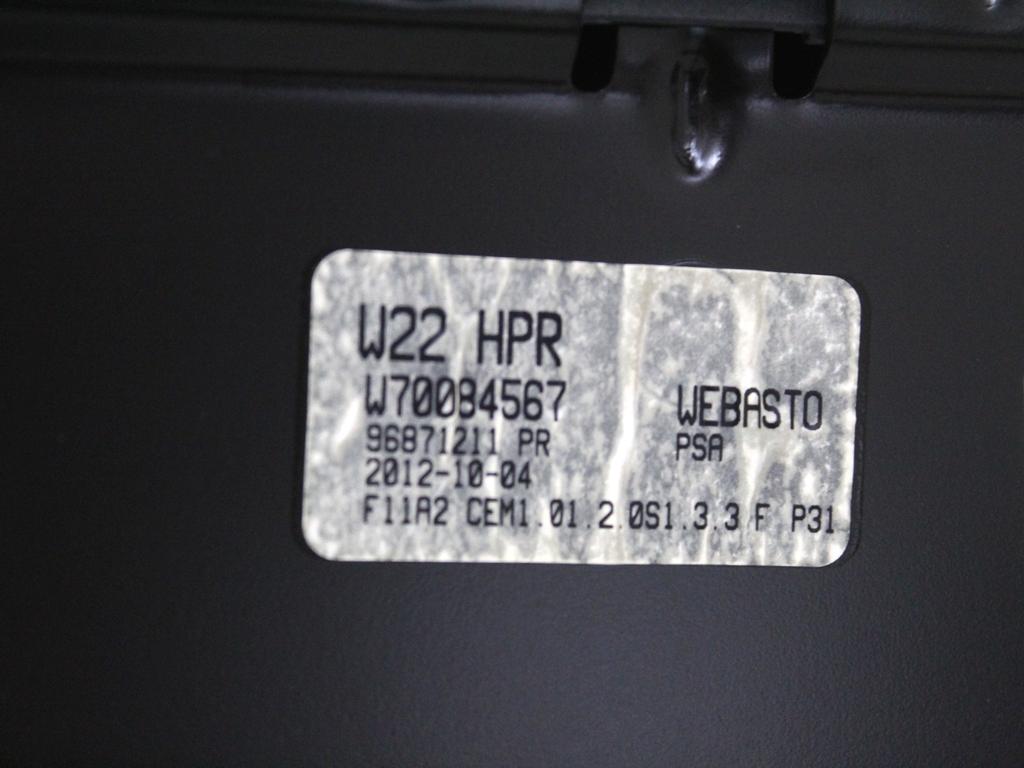 W22 HPR
W70084567 WEBASTO
96871211 PR PSA
2012-10-04
F11A2 CEM1.01.2.0S1.3.3 F P31